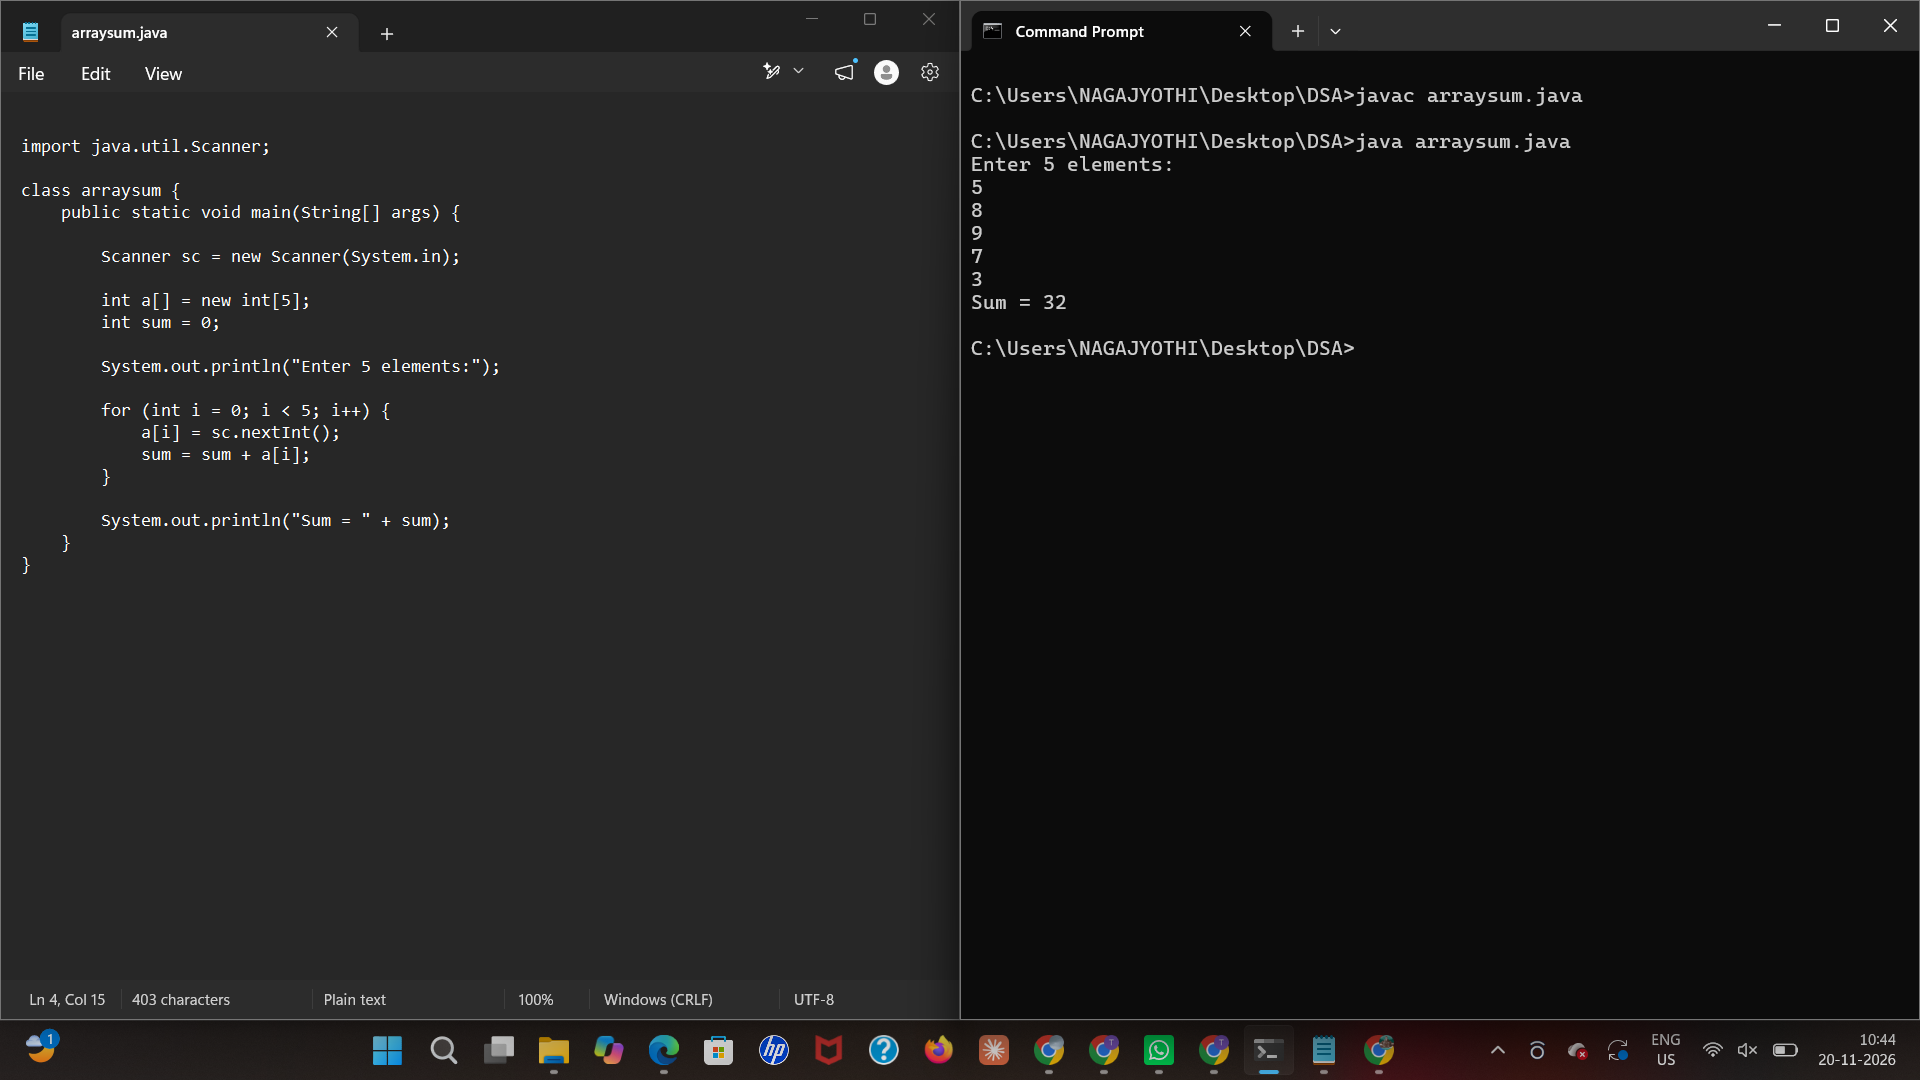 arraysum.java
File Edit View
import java.util.Scanner;
class arraysum {
    public static void main(String[] args) {
        Scanner sc = new Scanner(System.in);
        int a[] = new int[5];
        int sum = 0;
        System.out.println("Enter 5 elements:");
        for (int i = 0; i < 5; i++) {
            a[i] = sc.nextInt();
            sum = sum + a[i];
        }
        System.out.println("Sum = " + sum);
    }
}
Ln 4, Col 15 403 characters Plain text 100% Windows (CRLF) UTF-8
Command Prompt
C:\Users\NAGAJYOTHI\Desktop\DSA>javac arraysum.java
C:\Users\NAGAJYOTHI\Desktop\DSA>java arraysum.java
Enter 5 elements:
5
8
9
7
3
Sum = 32
C:\Users\NAGAJYOTHI\Desktop\DSA>
1
hp
T
T
ENG
US
10:44
20-11-2026